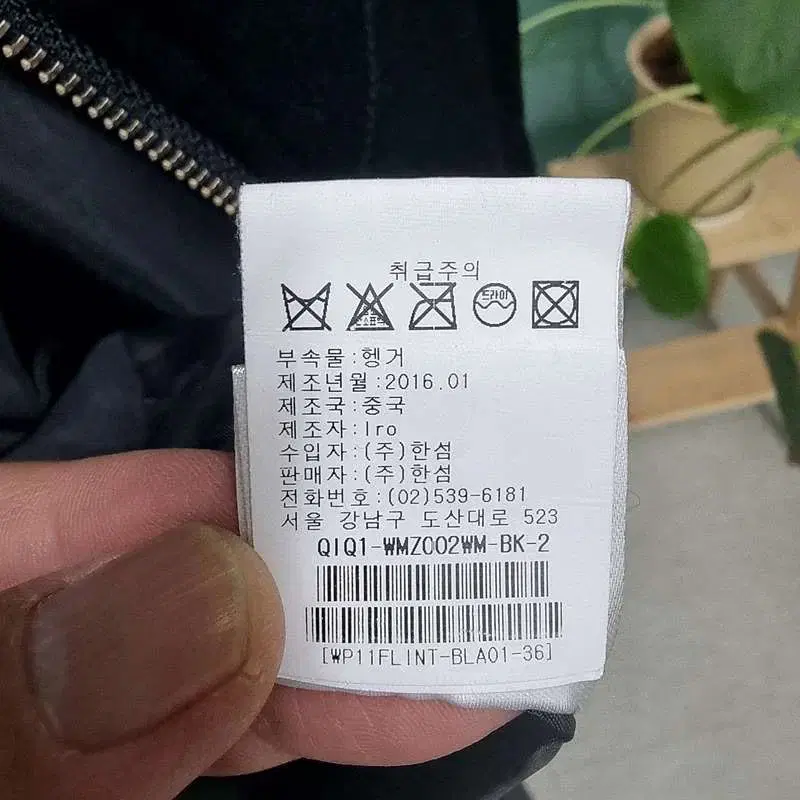 취급주의
드라이
부속물:헹거
제조년월:2016.01
제조국:중국
제조자:Iro
수입자:(주)한섬
판매자:(주)한섬
전화번호:(02)539-6181
서울 강남구 도산대로 523
QIQ1-WMZ002WM-BK-2
[WP11FLINT-BLA01-36]